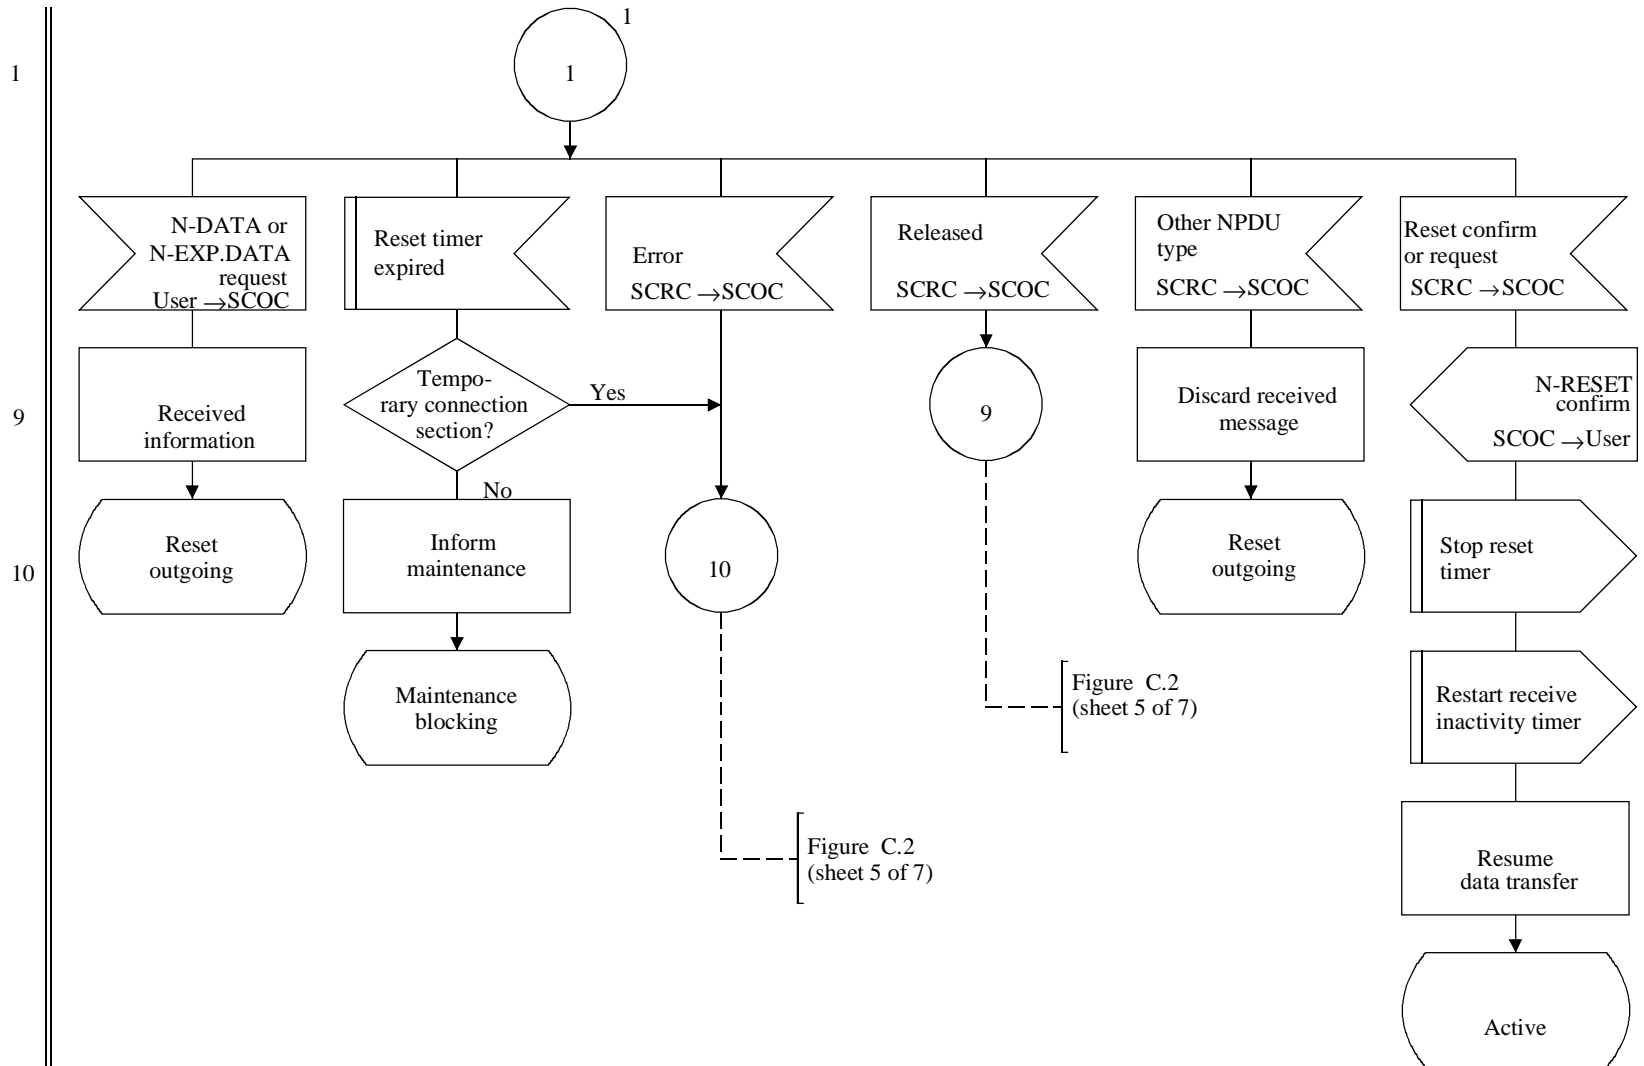 1
1
1
N-DATA or
N-EXP.DATA
request
User →SCOC
Reset timer
expired
Error
SCRC →SCOC
Released
SCRC →SCOC
Other NPDU
type
SCRC →SCOC
Reset confirm
or request
SCRC →SCOC
9
Received
information
Tempo-
rary connection
section?
Yes
No
9
Discard received
message
N-RESET
confirm
SCOC →User
10
Reset
outgoing
Inform
maintenance
10
Reset
outgoing
Stop reset
timer
Maintenance
blocking
Figure C.2
(sheet 5 of 7)
Restart receive
inactivity timer
Figure C.2
(sheet 5 of 7)
Resume
data transfer
Active